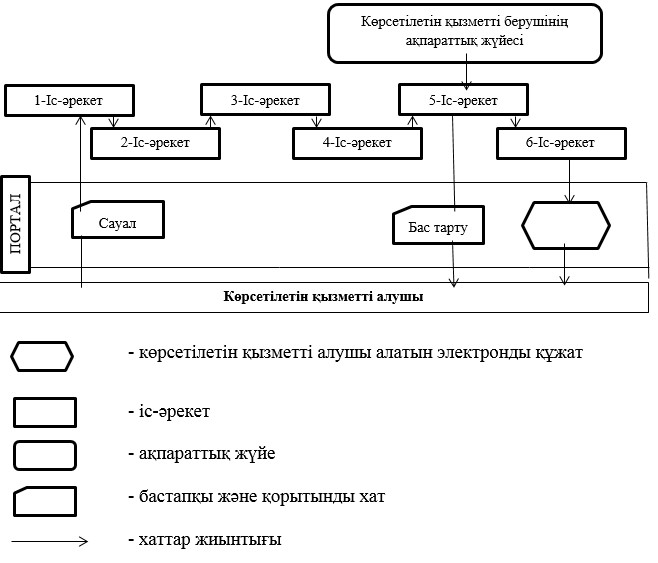 Көрсетілетін қызметті берушінің
ақпараттық жүйесі
1-Іс-әрекет
3-Іс-әрекет
5-Іс-әрекет
2-Іс-әрекет
4-Іс-әрекет
6-Іс-әрекет
ПОРТАЛ
Сауал
Бас тарту
Көрсетілетін қызметті алушы
- көрсетілетін қызметті алушы алатын электронды құжат
- іс-әрекет
- ақпараттық жүйе
- бастапқы және қорытынды хат
- хаттар жиынтығы